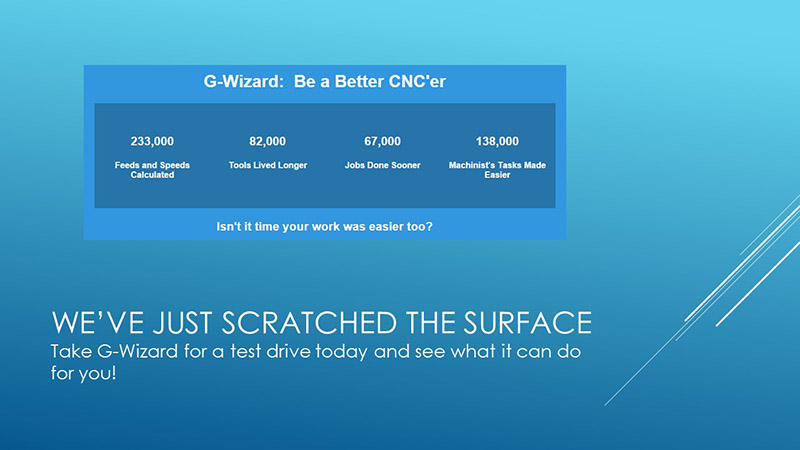 G-Wizard:  Be a Better CNC'er
233,000
82,000
67,000
138,000
Feeds and Speeds
Calculated
Tools Lived Longer
Jobs Done Sooner
Machinist's Tasks Made
Easier
Isn't it time your work was easier too?
WE’VE JUST SCRATCHED THE SURFACE
Take G-Wizard for a test drive today and see what it can do
for you!